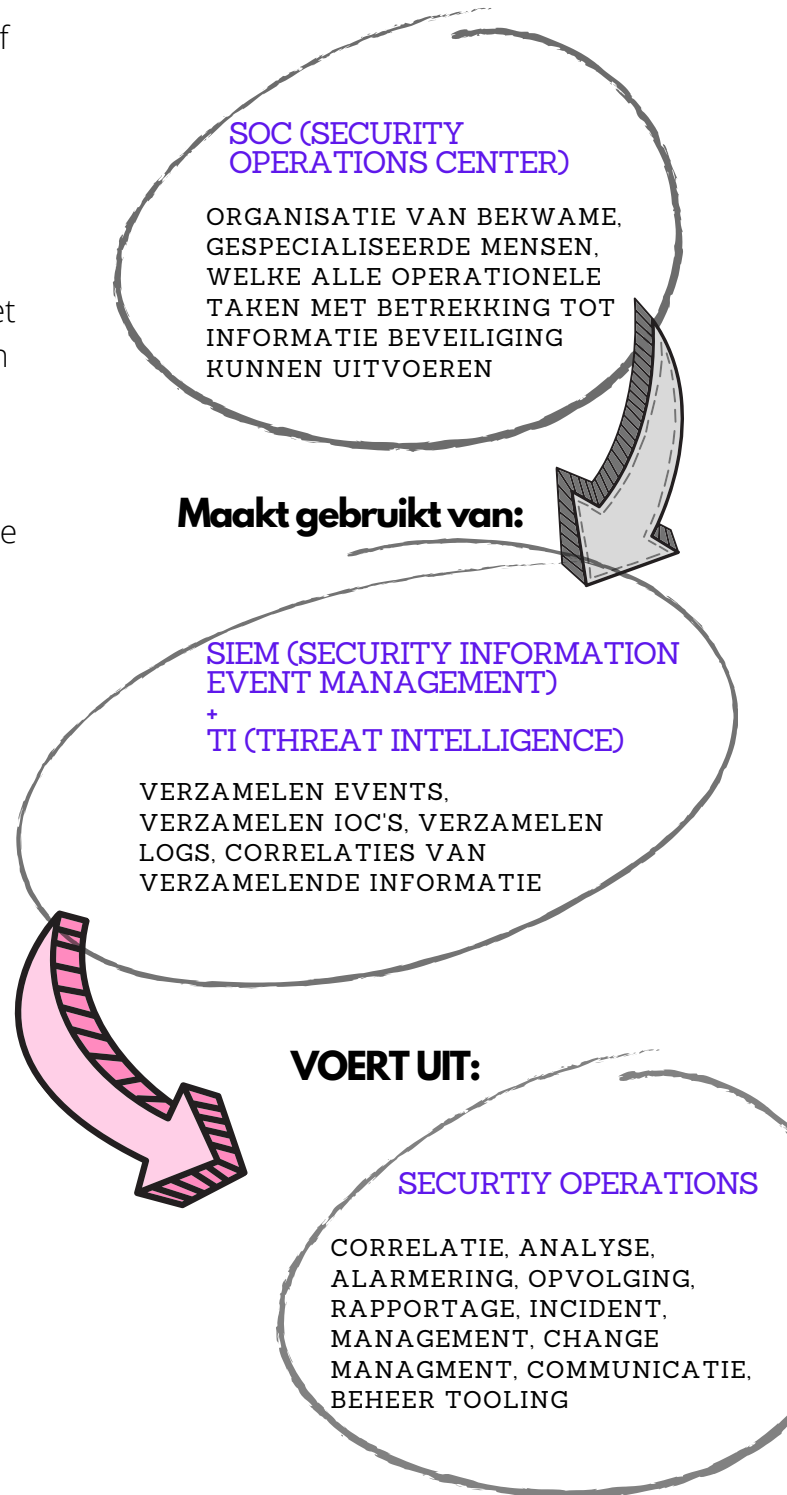 f
SOC (SECURITY
OPERATIONS CENTER)
ORGANISATIE VAN BEKWAME,
GESPECIALISEERDE MENSEN,
WELKE ALLE OPERATIONELE
TAKEN MET BETREKKING TOT
INFORMATIE BEVEILIGING
KUNNEN UITVOEREN
et
Maakt gebruikt van:
e
SIEM (SECURITY INFORMATION
EVENT MANAGEMENT)
+
TI (THREAT INTELLIGENCE)
VERZAMELEN EVENTS,
VERZAMELEN IOC'S, VERZAMELEN
LOGS, CORRELATIES VAN
VERZAMELENDE INFORMATIE
VOERT UIT:
SECURTIY OPERATIONS
CORRELATIE, ANALYSE,
ALARMERING, OPVOLGING,
RAPPORTAGE, INCIDENT,
MANAGEMENT, CHANGE
MANAGMENT, COMMUNICATIE,
BEHEER TOOLING